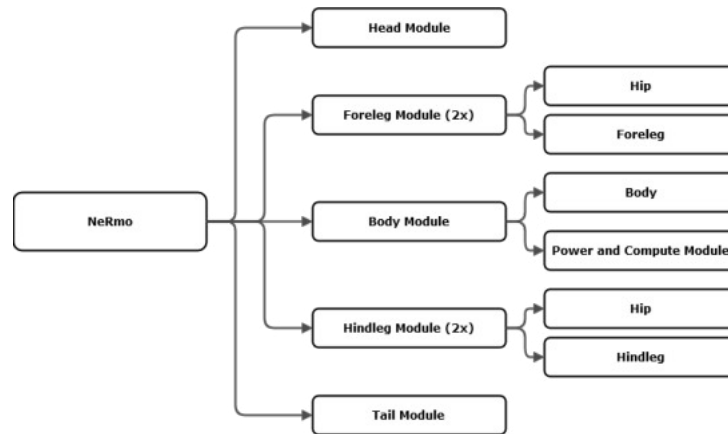 Head Module
Hip
Foreleg Module (2x)
Foreleg
Body
NeRmo
Body Module
Power and Compute Module
Hip
Hindleg Module (2x)
Hindleg
Tail Module